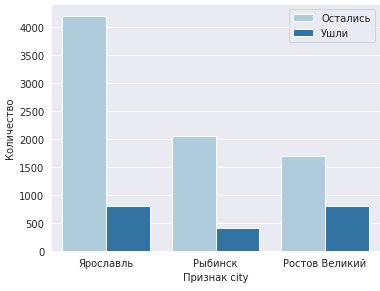 Остались
Ушли
4000
3500
3000
2500
2000
1500
1000
500
0
Количество
Ярославль
Рыбинск
Ростов Великий
Признак city